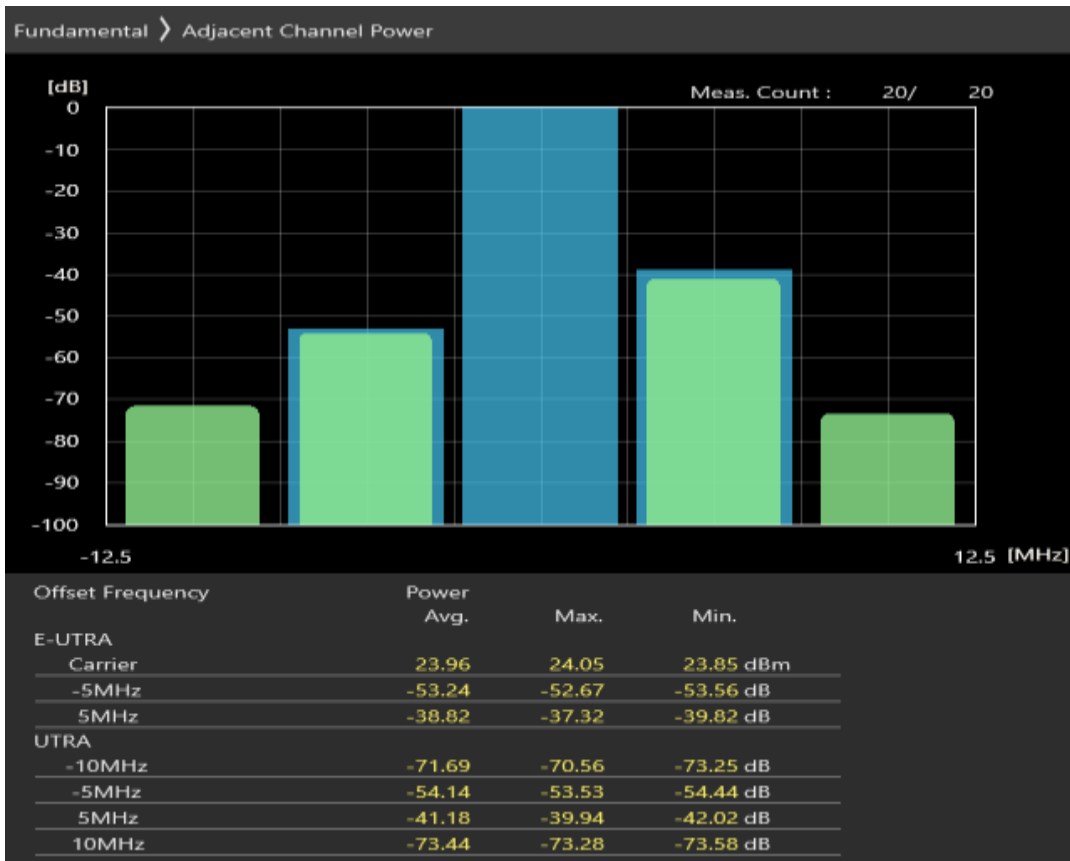 Fundamental 〉 Adjacent Channel Power
[dB]
Meas. Count : 20/ 20
0
-10
-20
-30
-40
-50
-60
-70
-80
-90
-100
-12.5 12.5 [MHz]
Offset Frequency Power
Avg. Max. Min.
E-UTRA
Carrier 23.96 24.05 23.85 dBm
-5MHz -53.24 -52.67 -53.56 dB
5MHz -38.82 -37.32 -39.82 dB
UTRA
-10MHz -71.69 -70.56 -73.25 dB
-5MHz -54.14 -53.53 -54.44 dB
5MHz -41.18 -39.94 -42.02 dB
10MHz -73.44 -73.28 -73.58 dB